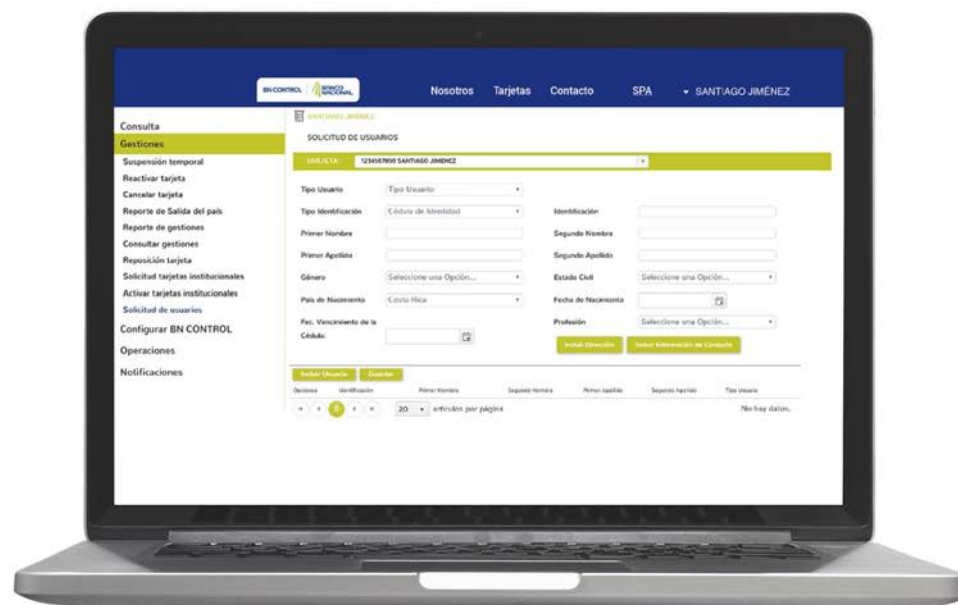 BN CONTROL BANCO NACIONAL Nosotros Tarjetas Contacto SPA SANTIAGO JIMÉNEZ
Consulta
Gestiones
Suspensión temporal
Reactivar tarjeta
Cancelar tarjeta
Reporte de Salida del país
Reporte de gestiones
Consultar gestiones
Reposición tarjeta
Solicitud tarjetas institucionales
Activar tarjetas institucionales
Solicitud de usuarios
Configurar BN CONTROL
Operaciones
Notificaciones
SANTIAGO JIMÉNEZ
SOLICITUD DE USUARIOS
TARJETA 1234567890 SANTIAGO JIMENEZ
Tipo Usuario Tipo Usuario
Tipo Identificación Cédula de Identidad Identificación
Primer Nombre Segundo Nombre
Primer Apellido Segundo Apellido
Género Seleccione una Opción... Estado Civil Seleccione una Opción...
País de Nacimiento Costa Rica Fecha de Nacimiento
Fec. Vencimiento de la Cédula: Profesión Seleccione una Opción...
Incluir Dirección Incluir Información de Contacto
Incluir Usuario Guardar
Opciones Identificación Primer Nombre Segundo Nombre Primer Apellido Segundo Apellido Tipo Usuario
0 20 artículos por página No hay datos.